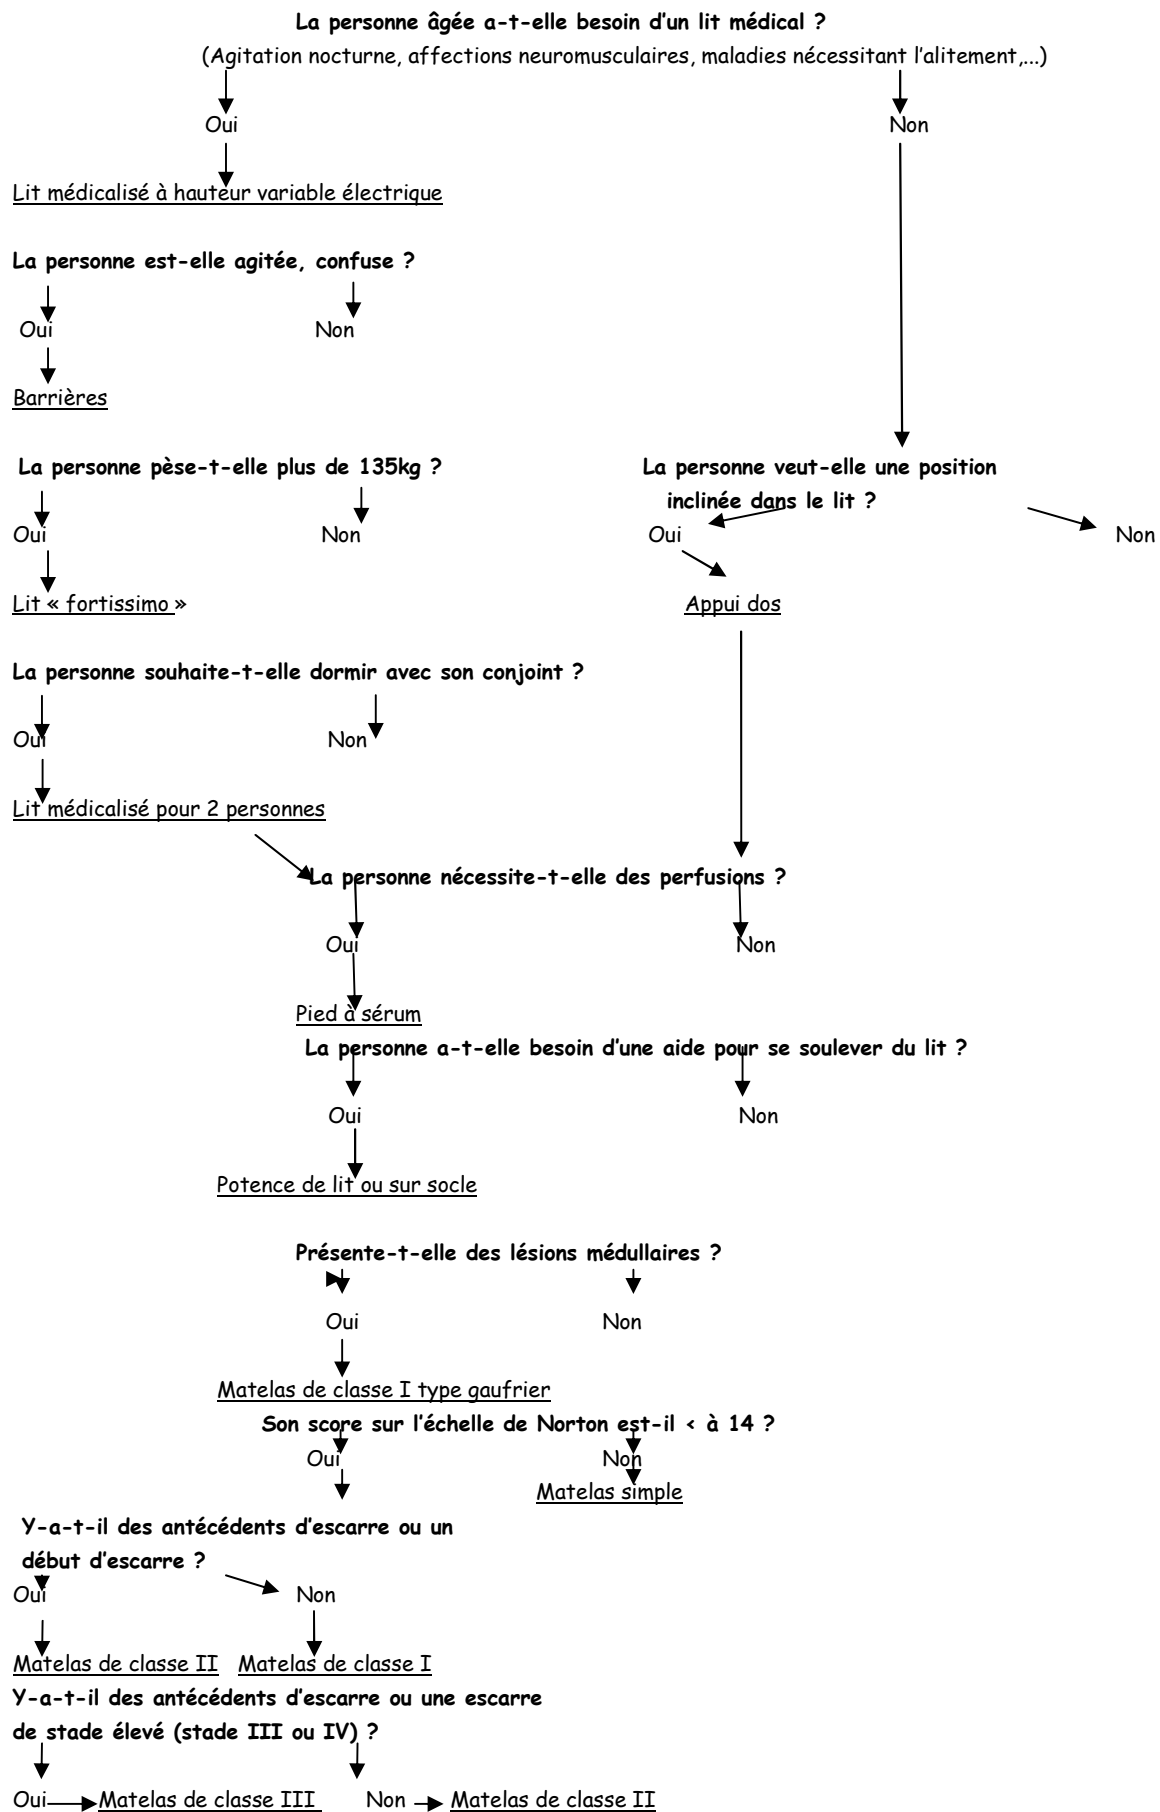 La personne âgée a-t-elle besoin d’un lit médical ?
(Agitation nocturne, affections neuromusculaires, maladies nécessitant l’alitement,...)
Oui
Non
Lit médicalisé à hauteur variable électrique
La personne est-elle agitée, confuse ?
Oui
Non
Barrières
La personne pèse-t-elle plus de 135kg ?
La personne veut-elle une position
inclinée dans le lit ?
Oui
Non
Oui
Non
Lit « fortissimo »
Appui dos
La personne souhaite-t-elle dormir avec son conjoint ?
Oui
Non
Lit médicalisé pour 2 personnes
La personne nécessite-t-elle des perfusions ?
Oui
Non
Pied à sérum
La personne a-t-elle besoin d’une aide pour se soulever du lit ?
Oui
Non
Potence de lit ou sur socle
Présente-t-elle des lésions médullaires ?
Oui
Non
Matelas de classe I type gaufrier
Son score sur l’échelle de Norton est-il < à 14 ?
Oui
Non
Matelas simple
Y-a-t-il des antécédents d’escarre ou un
début d’escarre ?
Oui
Non
Matelas de classe II
Matelas de classe I
Y-a-t-il des antécédents d’escarre ou une escarre
de stade élevé (stade III ou IV) ?
Oui
Matelas de classe III
Non
Matelas de classe II